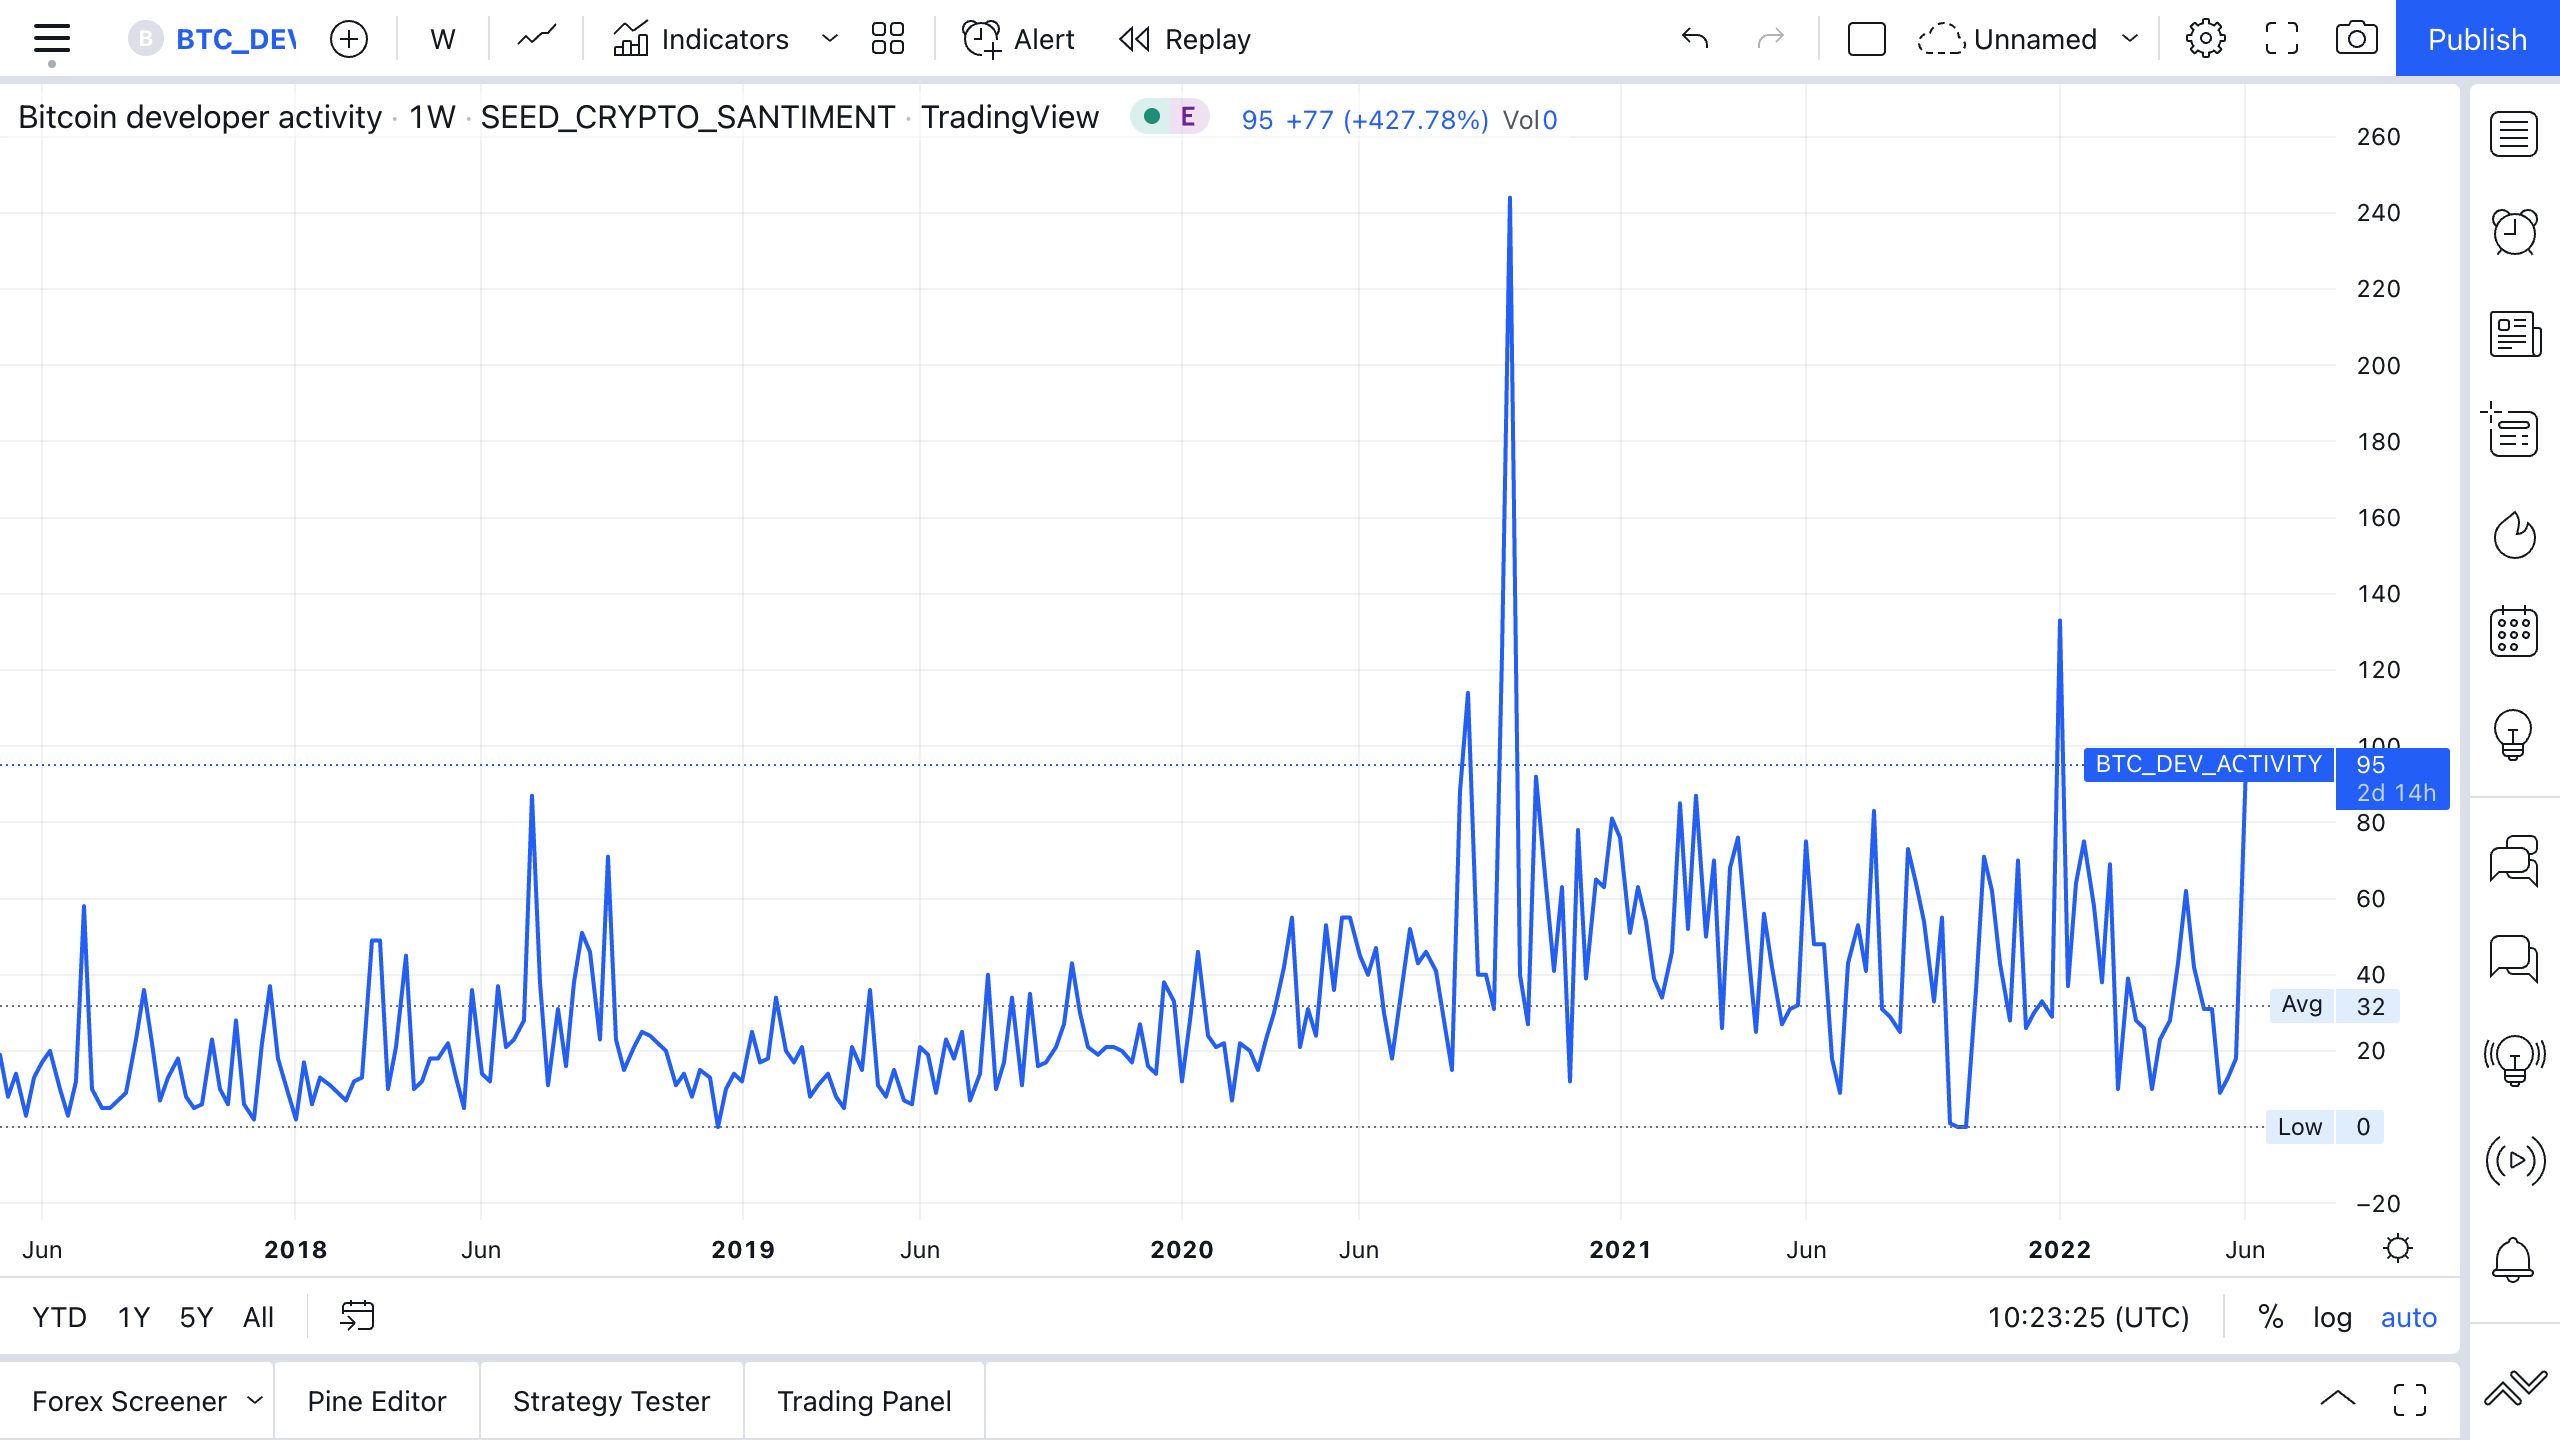 B BTC_DEV W Indicators Alert Replay Unnamed Publish
Bitcoin developer activity · 1W · SEED_CRYPTO_SANTIMENT · TradingView E 95 +77 (+427.78%) Vol0
260
240
220
200
180
160
140
120
100
BTC_DEV_ACTIVITY 95
2d 14h
80
60
40
Avg 32
20
Low 0
−20
Jun 2018 Jun 2019 Jun 2020 Jun 2021 Jun 2022 Jun
YTD 1Y 5Y All 10:23:25 (UTC) % log auto
Forex Screener Pine Editor Strategy Tester Trading Panel